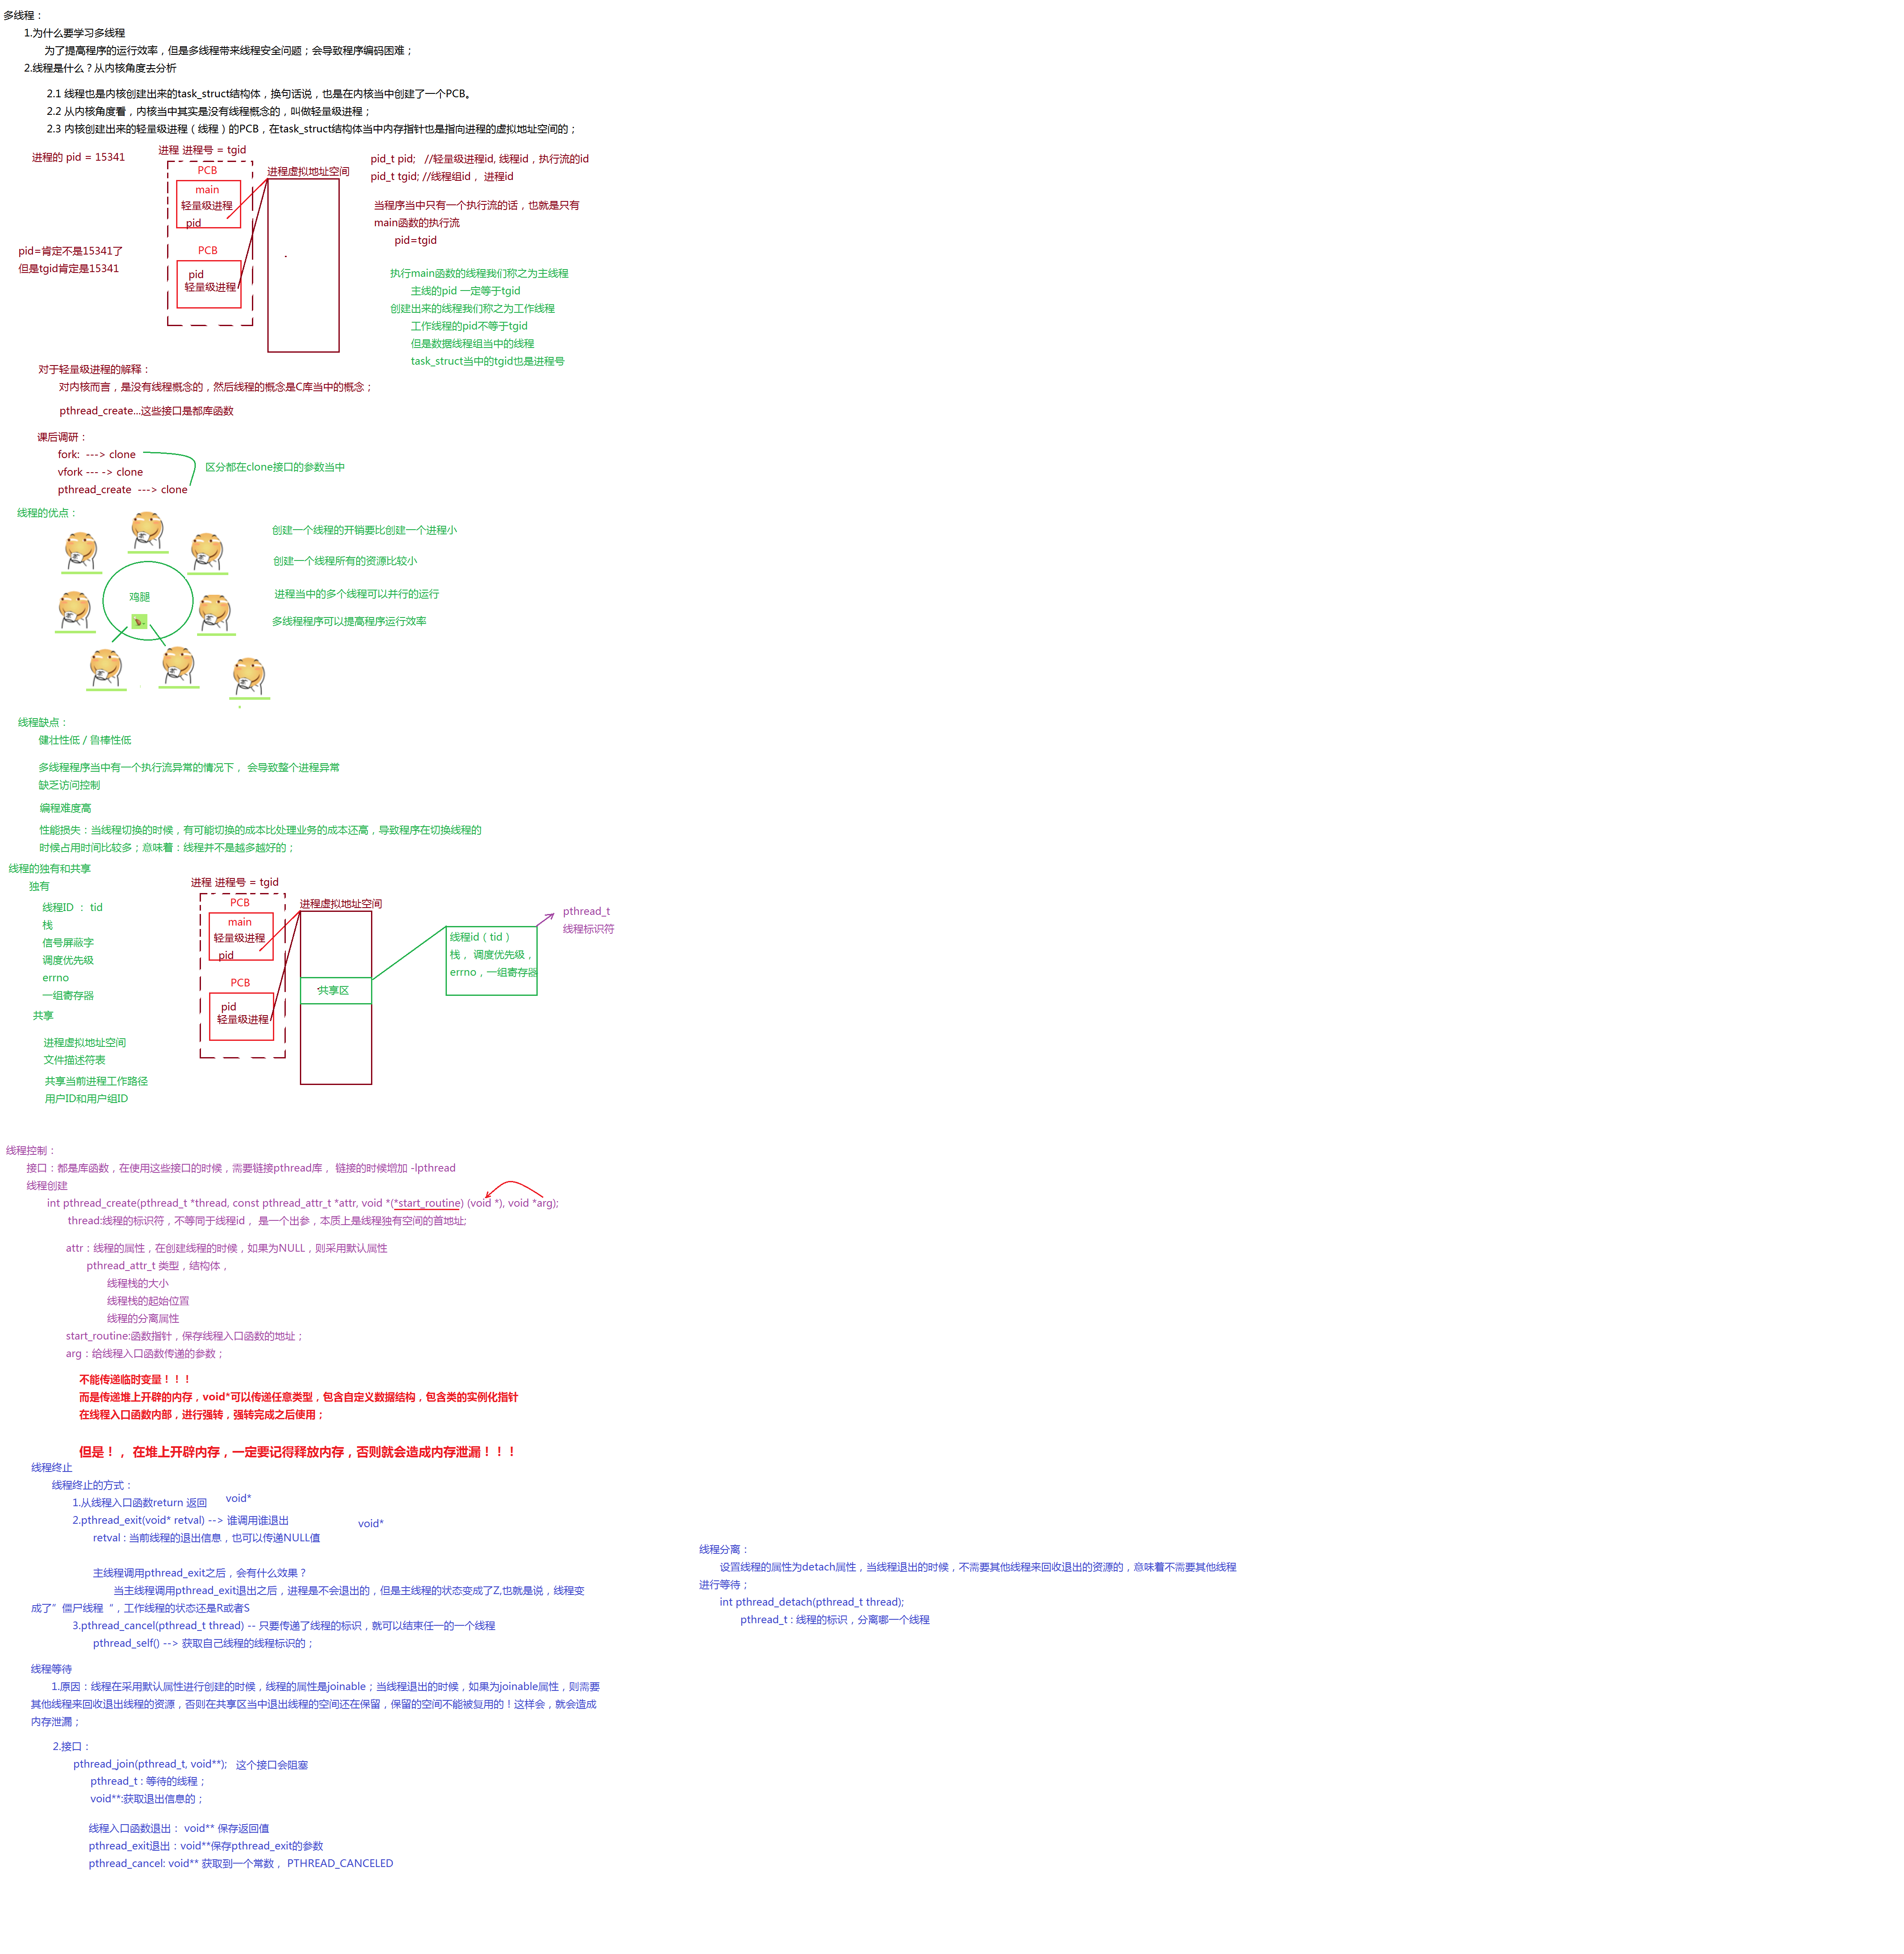 多线程：
1.为什么要学习多线程
为了提高程序的运行效率，但是多线程带来线程安全问题；会导致程序编码困难；
2.线程是什么？从内核角度去分析
2.1 线程也是内核创建出来的task_struct结构体，换句话说，也是在内核当中创建了一个PCB。
2.2 从内核角度看，内核当中其实是没有线程概念的，叫做轻量级进程；
2.3 内核创建出来的轻量级进程（线程）的PCB，在task_struct结构体当中内存指针也是指向进程的虚拟地址空间的；
进程的 pid = 15341
进程 进程号 = tgid
PCB
main
轻量级进程
pid
PCB
pid
轻量级进程
进程虚拟地址空间
pid=肯定不是15341了
但是tgid肯定是15341
pid_t pid; //轻量级进程id, 线程id，执行流的id
pid_t tgid; //线程组id， 进程id
当程序当中只有一个执行流的话，也就是只有
main函数的执行流
pid=tgid
执行main函数的线程我们称之为主线程
主线的pid 一定等于tgid
创建出来的线程我们称之为工作线程
工作线程的pid不等于tgid
但是数据线程组当中的线程
task_struct当中的tgid也是进程号
对于轻量级进程的解释：
对内核而言，是没有线程概念的，然后线程的概念是C库当中的概念；
pthread_create...这些接口是都库函数
课后调研：
fork: ---> clone
vfork --- -> clone
pthread_create ---> clone
区分都在clone接口的参数当中
线程的优点：
鸡腿
创建一个线程的开销要比创建一个进程小
创建一个线程所有的资源比较小
进程当中的多个线程可以并行的运行
多线程程序可以提高程序运行效率
线程缺点：
健壮性低 / 鲁棒性低
多线程程序当中有一个执行流异常的情况下， 会导致整个进程异常
缺乏访问控制
编程难度高
性能损失：当线程切换的时候，有可能切换的成本比处理业务的成本还高，导致程序在切换线程的
时候占用时间比较多；意味着：线程并不是越多越好的；
线程的独有和共享
独有
线程ID ： tid
栈
信号屏蔽字
调度优先级
errno
一组寄存器
共享
进程虚拟地址空间
文件描述符表
共享当前进程工作路径
用户ID和用户组ID
进程 进程号 = tgid
PCB
main
轻量级进程
pid
PCB
pid
轻量级进程
进程虚拟地址空间
共享区
线程id（tid）
栈， 调度优先级，
errno，一组寄存器
pthread_t
线程标识符
线程控制：
接口：都是库函数，在使用这些接口的时候，需要链接pthread库， 链接的时候增加 -lpthread
线程创建
int pthread_create(pthread_t *thread, const pthread_attr_t *attr, void *(*start_routine) (void *), void *arg);
thread:线程的标识符，不等同于线程id， 是一个出参，本质上是线程独有空间的首地址;
attr：线程的属性，在创建线程的时候，如果为NULL，则采用默认属性
pthread_attr_t 类型，结构体，
线程栈的大小
线程栈的起始位置
线程的分离属性
start_routine:函数指针，保存线程入口函数的地址；
arg：给线程入口函数传递的参数；
不能传递临时变量！！！
而是传递堆上开辟的内存，void*可以传递任意类型，包含自定义数据结构，包含类的实例化指针
在线程入口函数内部，进行强转，强转完成之后使用；
但是！， 在堆上开辟内存，一定要记得释放内存，否则就会造成内存泄漏！！！
线程终止
线程终止的方式：
1.从线程入口函数return 返回 void*
2.pthread_exit(void* retval) --> 谁调用谁退出 void*
retval : 当前线程的退出信息，也可以传递NULL值
主线程调用pthread_exit之后，会有什么效果？
当主线程调用pthread_exit退出之后，进程是不会退出的，但是主线程的状态变成了Z,也就是说，线程变
成了”僵尸线程“，工作线程的状态还是R或者S
3.pthread_cancel(pthread_t thread) -- 只要传递了线程的标识，就可以结束任一的一个线程
pthread_self() --> 获取自己线程的线程标识的；
线程等待
1.原因：线程在采用默认属性进行创建的时候，线程的属性是joinable；当线程退出的时候，如果为joinable属性，则需要
其他线程来回收退出线程的资源，否则在共享区当中退出线程的空间还在保留，保留的空间不能被复用的！这样会，就会造成
内存泄漏；
2.接口：
pthread_join(pthread_t, void**); 这个接口会阻塞
pthread_t : 等待的线程；
void**:获取退出信息的；
线程入口函数退出： void** 保存返回值
pthread_exit退出：void**保存pthread_exit的参数
pthread_cancel: void** 获取到一个常数， PTHREAD_CANCELED
线程分离：
设置线程的属性为detach属性，当线程退出的时候，不需要其他线程来回收退出的资源的，意味着不需要其他线程
进行等待；
int pthread_detach(pthread_t thread);
pthread_t : 线程的标识，分离哪一个线程